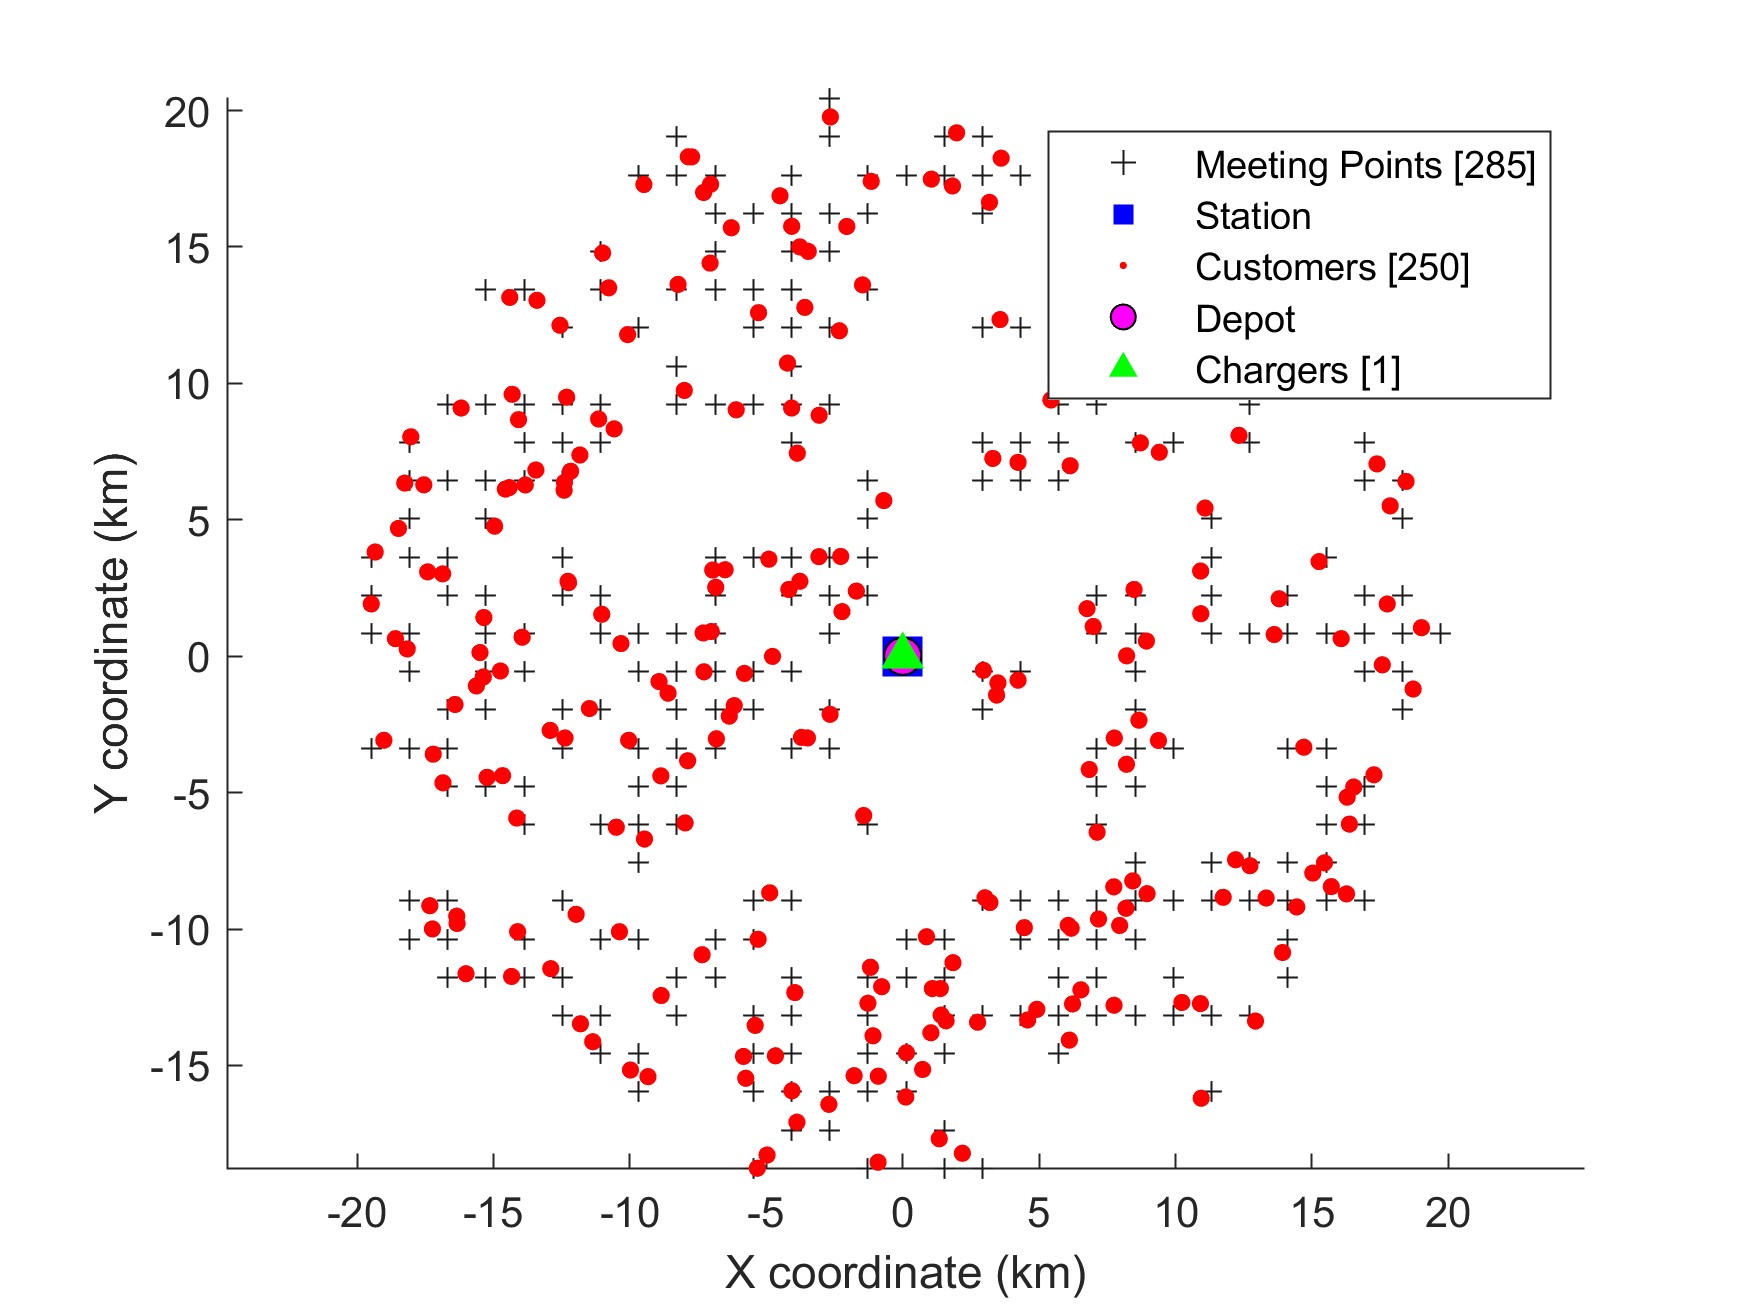 20
15
10
5
0
-5
-10
-15
Y coordinate (km)
Meeting Points [285]
Station
Customers [250]
Depot
Chargers [1]
-20 -15 -10 -5 0 5 10 15 20
X coordinate (km)